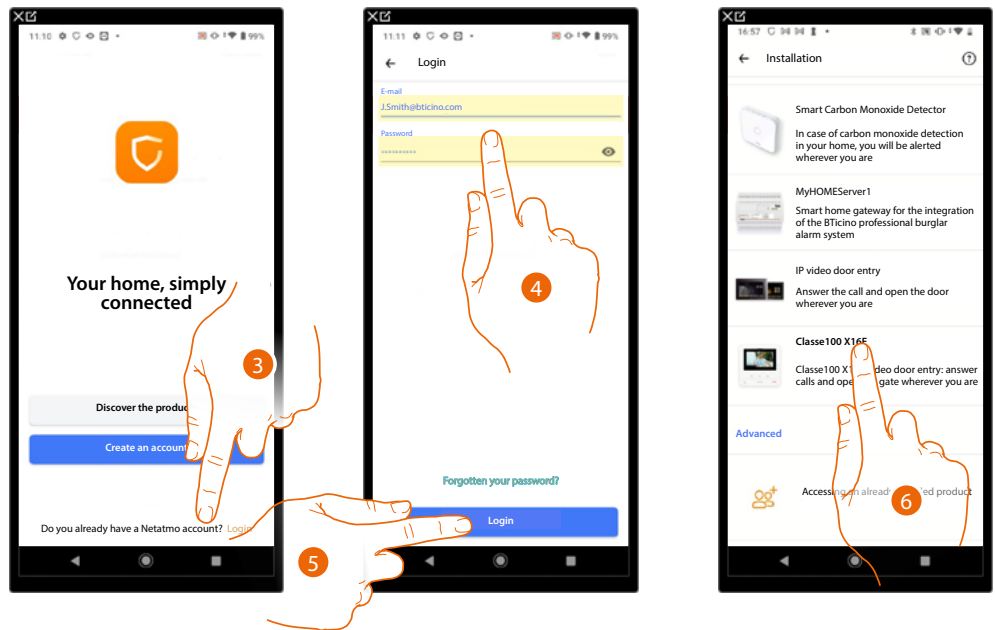 11:10
99%
Your home, simply
connected
3
Discover the produc
Create an account
Do you already have a Netatmo account? Login
11:11
99%
Login
E-mail
J.Smith@bticino.com
Password
4
Forgotten your password?
Login
5
16:57
Installation
Smart Carbon Monoxide Detector
In case of carbon monoxide detection
in your home, you will be alerted
wherever you are
MyHOMEServer1
Smart home gateway for the integration
of the BTicino professional burglar
alarm system
IP video door entry
Answer the call and open the door
wherever you are
Classe100 X16E
Classe100 X1 deo door entry: answer
calls and ope gate wherever you are
Advanced
Accessing an already ed product
6